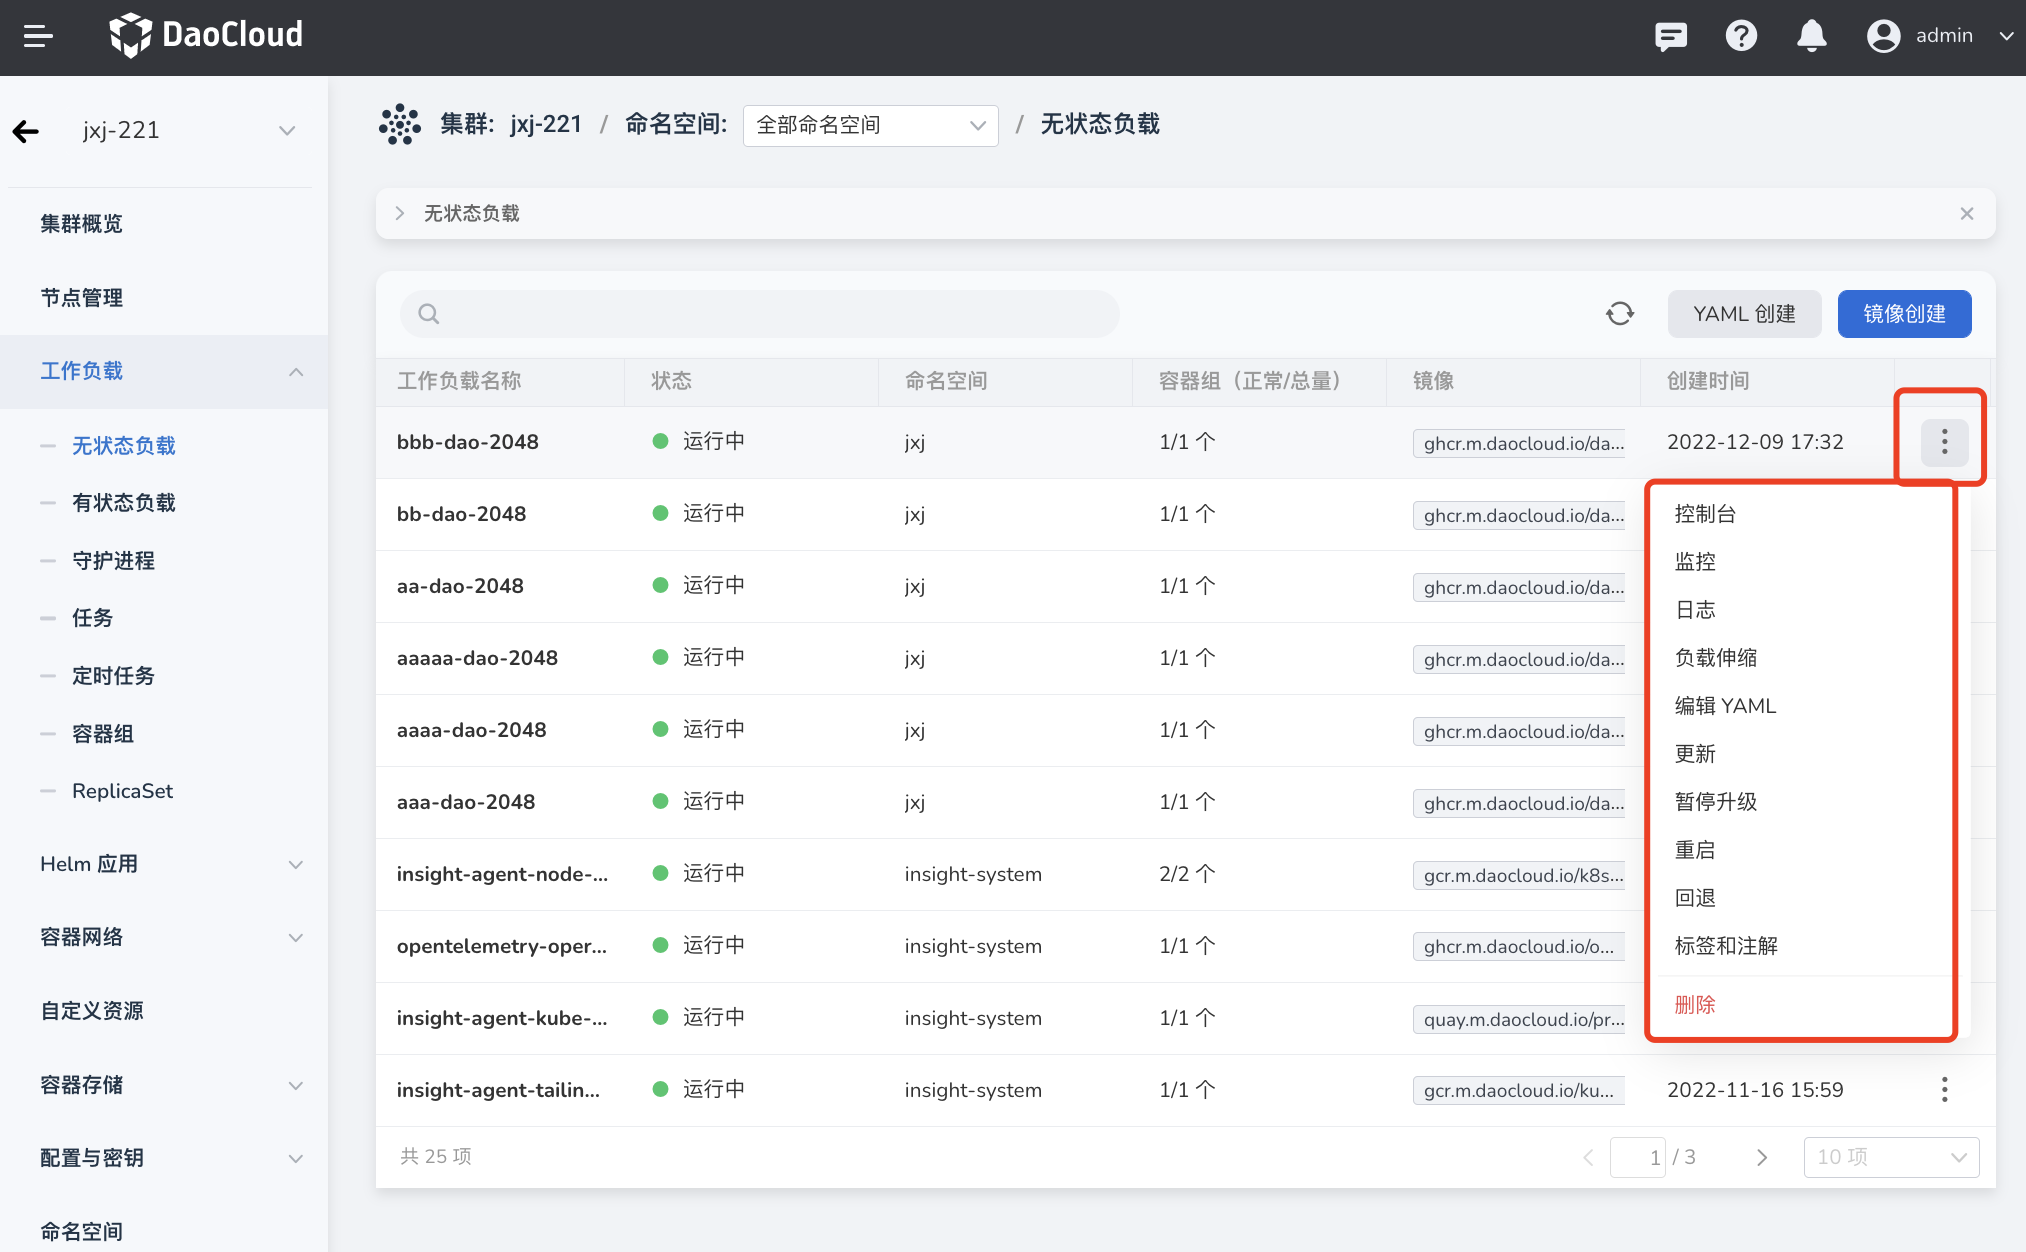 DaoCloud
admin
jxj-221
集群: jxj-221 / 命名空间: 全部命名空间 / 无状态负载
集群概览
节点管理
工作负载
无状态负载
有状态负载
守护进程
任务
定时任务
容器组
ReplicaSet
Helm 应用
容器网络
自定义资源
容器存储
配置与密钥
命名空间
无状态负载
YAML 创建 镜像创建
工作负载名称 状态 命名空间 容器组（正常/总量） 镜像 创建时间
bbb-dao-2048 运行中 jxj 1/1 个 ghcr.m.daocloud.io/da... 2022-12-09 17:32
bb-dao-2048 运行中 jxj 1/1 个 ghcr.m.daocloud.io/da...
aa-dao-2048 运行中 jxj 1/1 个 ghcr.m.daocloud.io/da...
aaaaa-dao-2048 运行中 jxj 1/1 个 ghcr.m.daocloud.io/da...
aaaa-dao-2048 运行中 jxj 1/1 个 ghcr.m.daocloud.io/da...
aaa-dao-2048 运行中 jxj 1/1 个 ghcr.m.daocloud.io/da...
insight-agent-node-... 运行中 insight-system 2/2 个 gcr.m.daocloud.io/k8s...
opentelemetry-oper... 运行中 insight-system 1/1 个 ghcr.m.daocloud.io/o...
insight-agent-kube-... 运行中 insight-system 1/1 个 quay.m.daocloud.io/pr...
insight-agent-tailin... 运行中 insight-system 1/1 个 gcr.m.daocloud.io/ku... 2022-11-16 15:59
控制台
监控
日志
负载伸缩
编辑 YAML
更新
暂停升级
重启
回退
标签和注解
删除
共 25 项 1 / 3 10 项